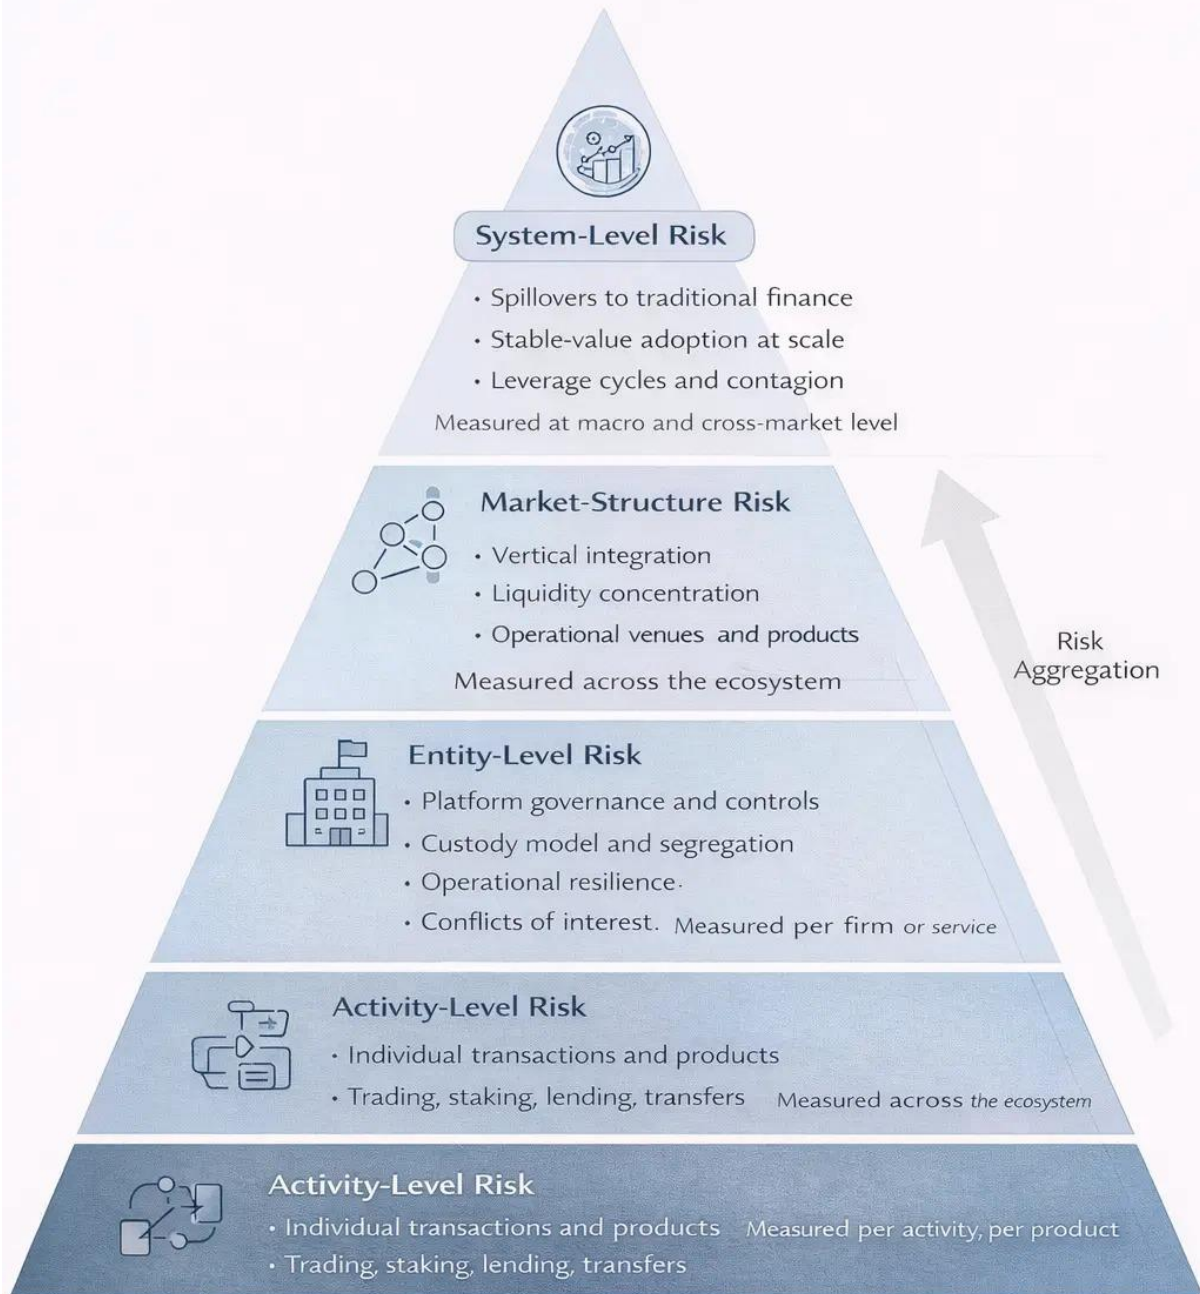 System-Level Risk
• Spillovers to traditional finance
• Stable-value adoption at scale
• Leverage cycles and contagion
Measured at macro and cross-market level
Market-Structure Risk
• Vertical integration
• Liquidity concentration
• Operational venues and products
Measured across the ecosystem
Risk
Aggregation
Entity-Level Risk
• Platform governance and controls
• Custody model and segregation
• Operational resilience.
• Conflicts of interest. Measured per firm or service
Activity-Level Risk
• Individual transactions and products
• Trading, staking, lending, transfers Measured across the ecosystem
Activity-Level Risk
• Individual transactions and products Measured per activity, per product
• Trading, staking, lending, transfers